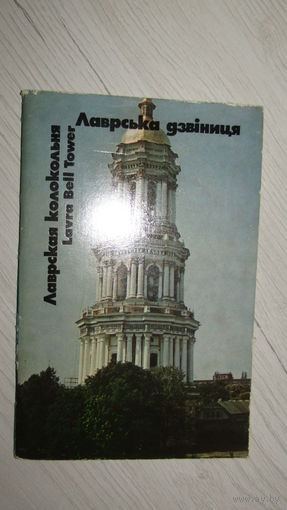 Лаврська дзвіниця
Лаврская колокольня
Lavra Bell Tower